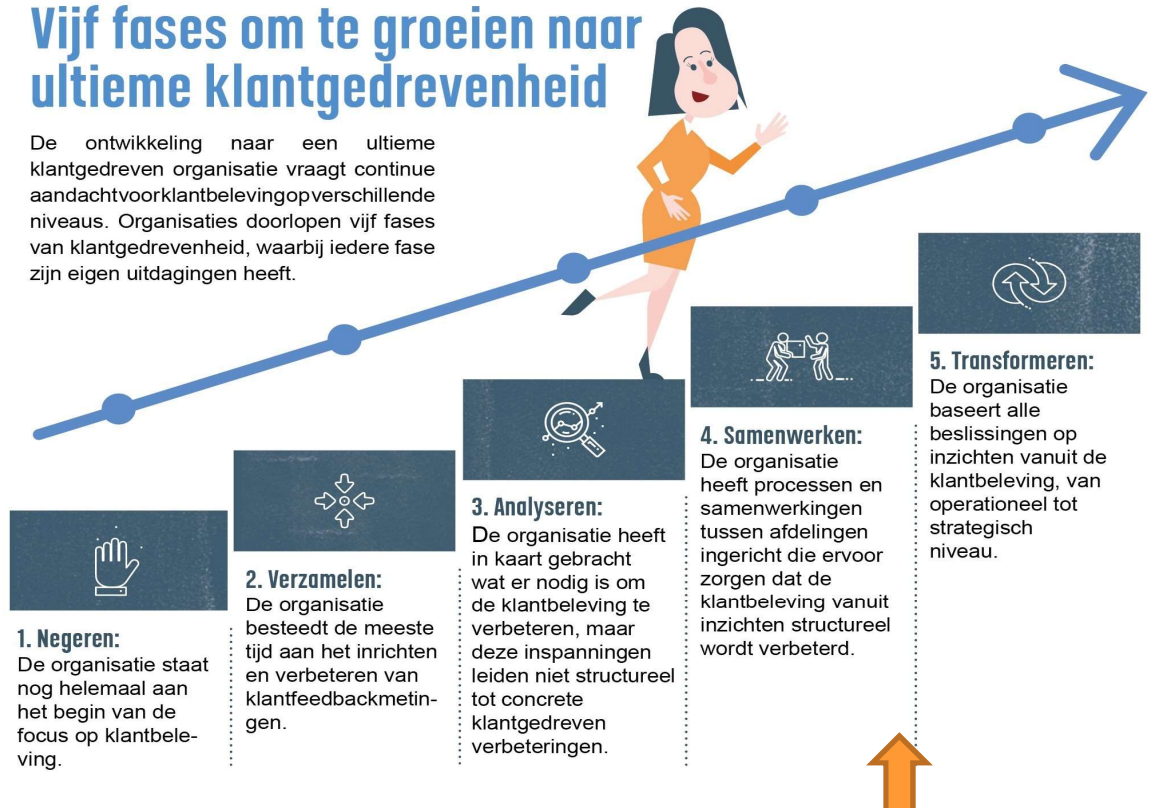 Vijf fases om te groeien naar
ultieme klantgedrevenheid
De ontwikkeling naar een ultieme
klantgedreven organisatie vraagt continue
aandachtvoorklantbelevingopverschillende
niveaus. Organisaties doorlopen vijf fases
van klantgedrevenheid, waarbij iedere fase
zijn eigen uitdagingen heeft.
1. Negeren:
De organisatie staat
nog helemaal aan
het begin van de
focus op klantbele-
ving.
2. Verzamelen:
De organisatie
besteedt de meeste
tijd aan het inrichten
en verbeteren van
klantfeedbackmetin-
gen.
3. Analyseren:
De organisatie heeft
in kaart gebracht
wat er nodig is om
de klantbeleving te
verbeteren, maar
deze inspanningen
leiden niet structureel
tot concrete
klantgedreven
verbeteringen.
4. Samenwerken:
De organisatie
heeft processen en
samenwerkingen
tussen afdelingen
ingericht die ervoor
zorgen dat de
klantbeleving vanuit
inzichten structureel
wordt verbeterd.
5. Transformeren:
De organisatie
baseert alle
beslissingen op
inzichten vanuit de
klantbeleving, van
operationeel tot
strategisch
niveau.